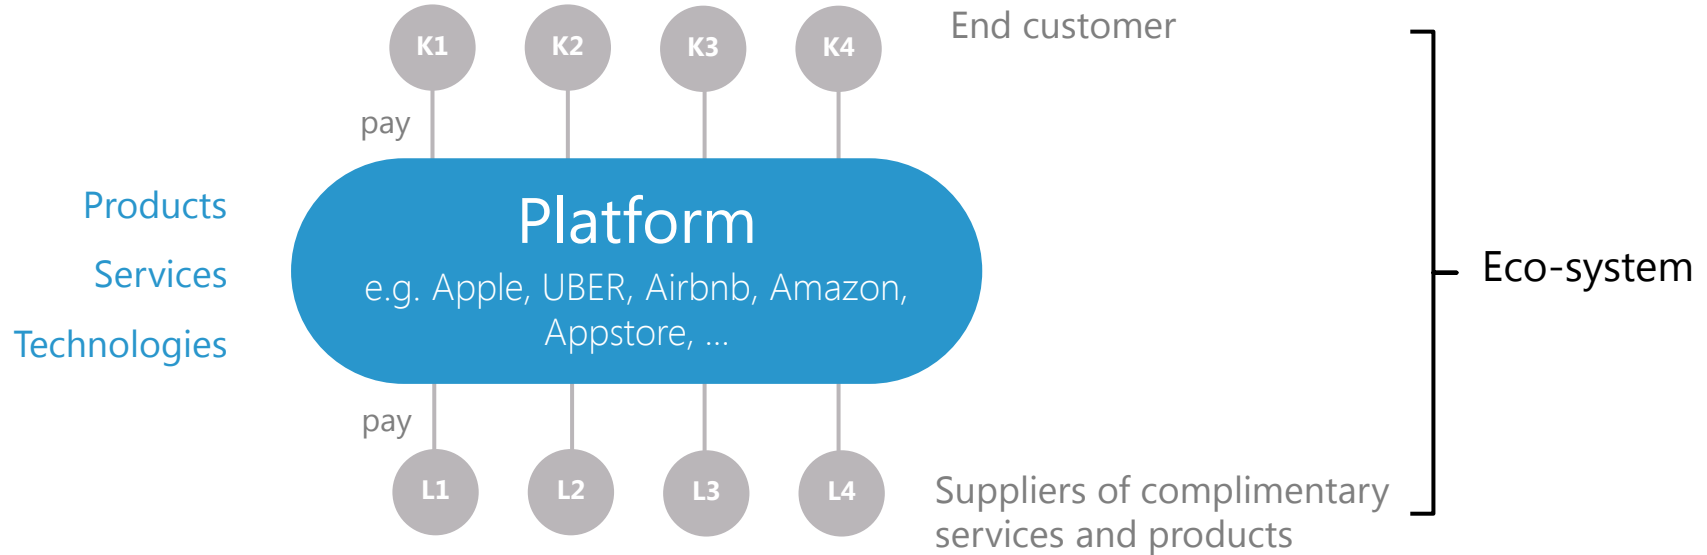 K1
K2
K3
K4
End customer
pay
Products
Services
Technologies
Platform
e.g. Apple, UBER, Airbnb, Amazon,
Appstore, ...
Eco-system
pay
L1
L2
L3
L4
Suppliers of complimentary
services and products